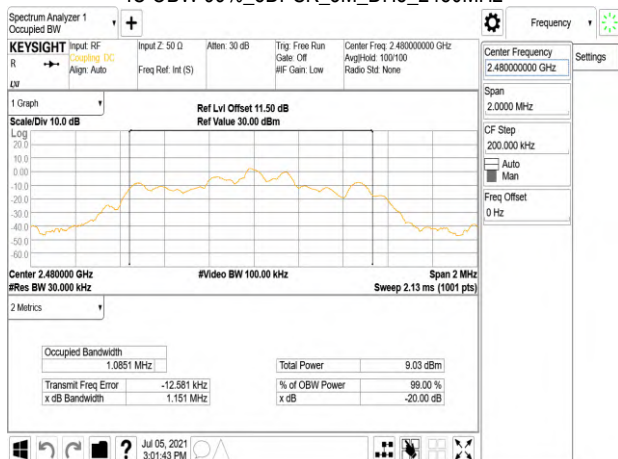 Spectrum Analyzer 1
Occupied BW
Frequency
KEYSIGHT Input: RF
R
Coupling: DC
Align: Auto
LXI
Input Z: 50 Ω
Freq Ref: Int (S)
Atten: 30 dB
Trig: Free Run
Gate: Off
#IF Gain: Low
Center Freq: 2.480000000 GHz
Avg|Hold: 100/100
Radio Std: None
Center Frequency
2.480000000 GHz
Settings
Span
2.0000 MHz
CF Step
200.000 kHz
Auto
Man
Freq Offset
0 Hz
1 Graph
Scale/Div 10.0 dB
Ref Lvl Offset 11.50 dB
Ref Value 30.00 dBm
Log
20.0
10.0
0.00
-10.0
-20.0
-30.0
-40.0
-50.0
-60.0
Center 2.480000 GHz
#Video BW 100.00 kHz
Span 2 MHz
#Res BW 30.000 kHz
Sweep 2.13 ms (1001 pts)
2 Metrics
Occupied Bandwidth
1.0851 MHz
Total Power 9.03 dBm
Transmit Freq Error -12.581 kHz
% of OBW Power 99.00 %
x dB Bandwidth 1.151 MHz
x dB -20.00 dB
Jul 05, 2021
3:01:43 PM